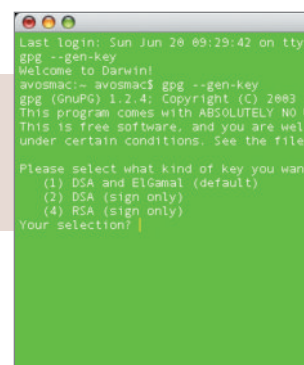 Last login: Sun Jun 20 09:29:42 on tty
gpg --gen-key
Welcome to Darwin!
avosmac:~ avosmac$ gpg --gen-key
gpg (GnuPG) 1.2.4; Copyright (C) 2003
This program comes with ABSOLUTELY NO
This is free software, and you are wel
under certain conditions. See the file
Please select what kind of key you wan
(1) DSA and ElGamal (default)
(2) DSA (sign only)
(4) RSA (sign only)
Your selection?